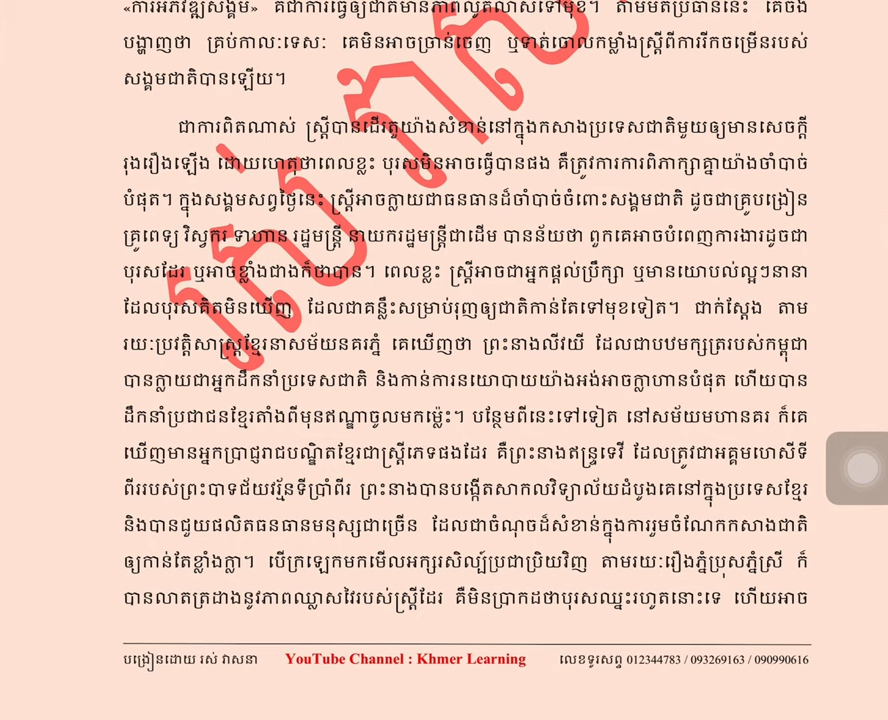 «ការអភិវឌ្ឍសង្គម» គឺជាការធ្វើឲ្យជាតិមានភាពលូតលាស់ទៅមុខ។ តាមមតិប្រធាននេះ គេចង់
បង្ហាញថា គ្រប់កាលៈទេសៈ គេមិនអាចច្រានចេញ ឬទាត់ចោលកម្លាំងស្ត្រីពីការរីកចម្រើនរបស់
សង្គមជាតិបានឡើយ។
ជាការពិតណាស់ ស្ត្រីបានដើរតួយ៉ាងសំខាន់នៅក្នុងកសាងប្រទេសជាតិមួយឲ្យមានសេចក្តី
រុងរឿងឡើង ដោយហេតុថាពេលខ្លះ បុរសមិនអាចធ្វើបានផង គឺត្រូវការការពិភាក្សាគ្នាយ៉ាងចាំបាច់
បំផុត។ ក្នុងសង្គមសព្វថ្ងៃនេះ ស្ត្រីអាចក្លាយជាធនធានដ៏ចាំបាច់ចំពោះសង្គមជាតិ ដូចជាគ្រូបង្រៀន
គ្រូពេទ្យ វិស្វករ ទាហាន រដ្ឋមន្ត្រី នាយករដ្ឋមន្ត្រីជាដើម បានន័យថា ពួកគេអាចបំពេញការងារដូចជា
បុរសដែរ ឬអាចខ្លាំងជាងក៏ថាបាន។ ពេលខ្លះ ស្ត្រីអាចជាអ្នកផ្តល់ប្រឹក្សា ឬមានយោបល់ល្អៗនានា
ដែលបុរសគិតមិនឃើញ ដែលជាគន្លឹះសម្រាប់រុញឲ្យជាតិកាន់តែទៅមុខទៀត។ ជាក់ស្តែង តាម
រយៈប្រវត្តិសាស្ត្រខ្មែរនាសម័យនគរភ្នំ គេឃើញថា ព្រះនាងលីវយី ដែលជាបឋមក្សត្ររបស់កម្ពុជា
បានក្លាយជាអ្នកដឹកនាំប្រទេសជាតិ និងកាន់ការនយោបាយយ៉ាងអង់អាចក្លាហានបំផុត ហើយបាន
ដឹកនាំប្រជាជនខ្មែរតាំងពីមុនឥណ្ឌាចូលមកម៉្លេះ។ បន្ថែមពីនេះទៅទៀត នៅសម័យមហានគរ ក៏គេ
ឃើញមានអ្នកប្រាជ្ញរាជបណ្ឌិតខ្មែរជាស្ត្រីភេទផងដែរ គឺព្រះនាងឥន្ទ្រទេវី ដែលត្រូវជាអគ្គមហេសីទី
ពីររបស់ព្រះបាទជ័យវរ្ម័នទីប្រាំពីរ ព្រះនាងបានបង្កើតសាកលវិទ្យាល័យដំបូងគេនៅក្នុងប្រទេសខ្មែរ
និងបានជួយផលិតធនធានមនុស្សជាច្រើន ដែលជាចំណុចដ៏សំខាន់ក្នុងការរួមចំណែកកសាងជាតិ
ឲ្យកាន់តែខ្លាំងក្លា។ បើក្រឡេកមកមើលអក្សរសិល្ប៍ប្រជាប្រិយវិញ តាមរយៈរឿងភ្នំប្រុសភ្នំស្រី ក៏
បានលាតត្រដាងនូវភាពឈ្លាសវៃរបស់ស្ត្រីដែរ គឺមិនប្រាកដថាបុរសឈ្នះរហូតនោះទេ ហើយអាច
បង្រៀនដោយ រស់ វាសនា YouTube Channel : Khmer Learning លេខទូរសព្ទ 012344783 / 093269163 / 090990616